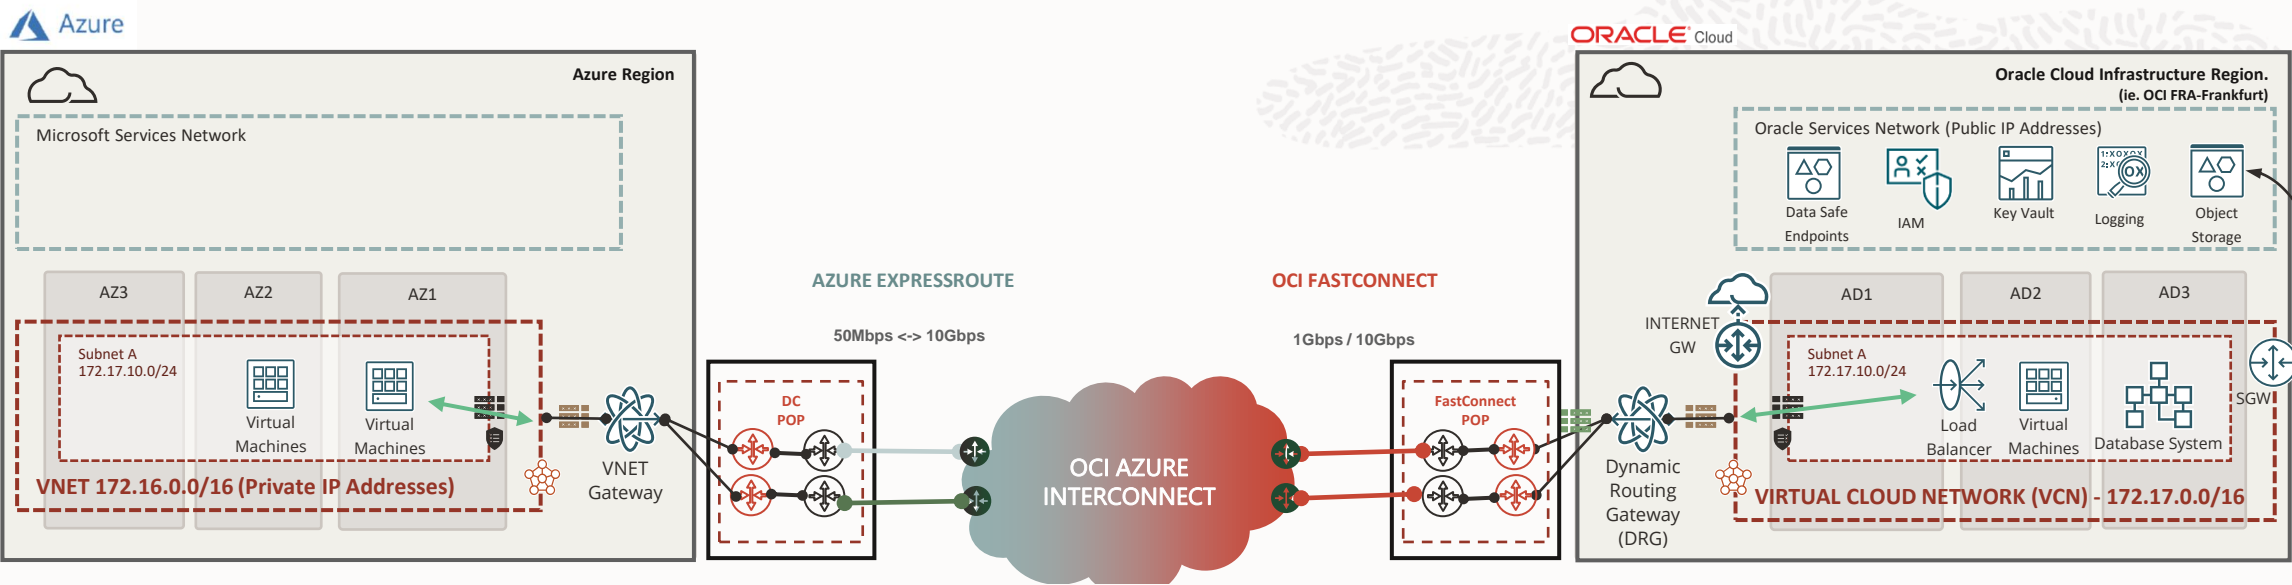 Azure
Azure Region
Microsoft Services Network
AZ3
AZ2
AZ1
Subnet A
172.17.10.0/24
Virtual
Machines
Virtual
Machines
VNET 172.16.0.0/16 (Private IP Addresses)
VNET
Gateway
AZURE EXPRESSROUTE
50Mbps <-> 10Gbps
DC
POP
OCI AZURE
INTERCONNECT
OCI FASTCONNECT
1Gbps / 10Gbps
FastConnect
POP
ORACLE Cloud
Oracle Cloud Infrastructure Region.
(ie. OCI FRA-Frankfurt)
Oracle Services Network (Public IP Addresses)
Data Safe
Endpoints
IAM
Key Vault
1:XOXOX
2:X
OX
Logging
Object
Storage
INTERNET
GW
AD1
AD2
AD3
Subnet A
172.17.10.0/24
Load
Balancer
Virtual
Machines
Database System
SGW
Dynamic
Routing
Gateway
(DRG)
VIRTUAL CLOUD NETWORK (VCN) - 172.17.0.0/16